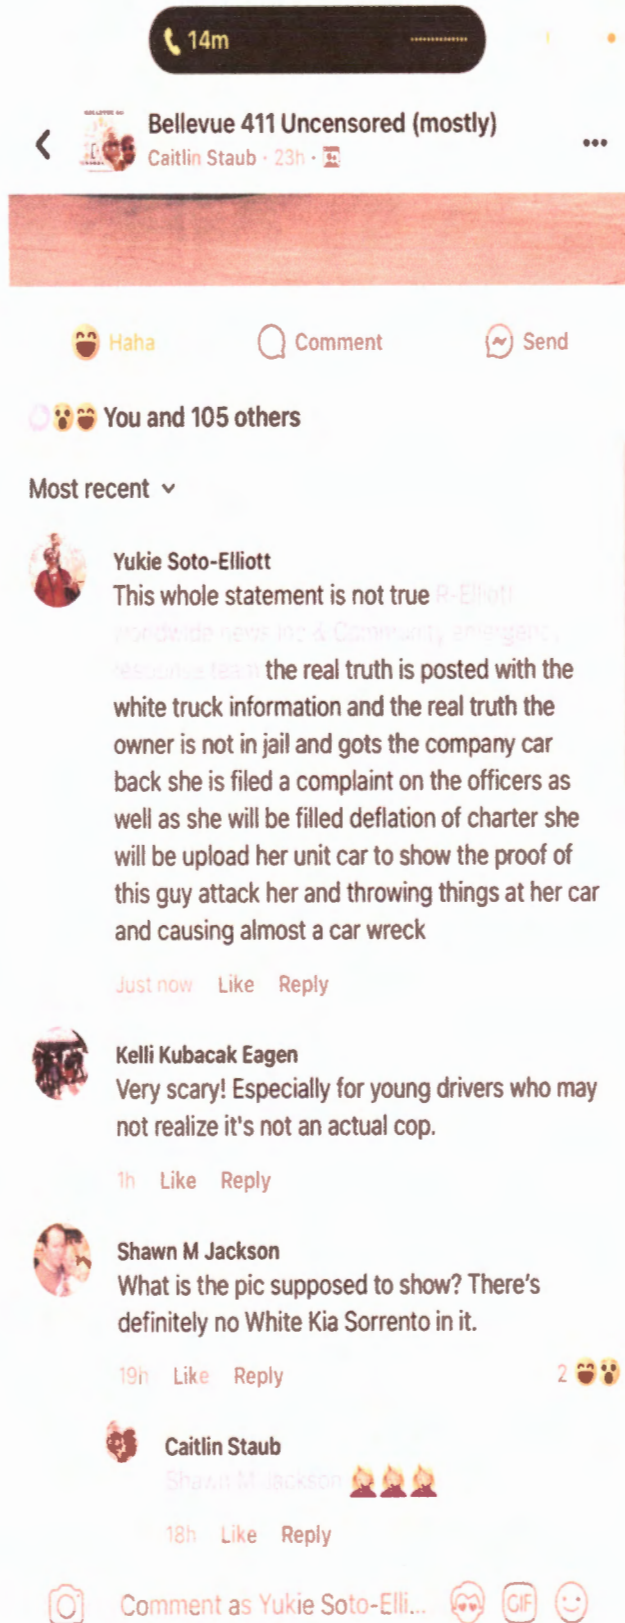 14m
Bellevue 411 Uncensored (mostly)
Caitlin Staub · 23h ·
Haha
Comment
Send
You and 105 others
Most recent
Yukie Soto-Elliott
This whole statement is not true R-Elliott
worldwide news inc & Community emergency
response team the real truth is posted with the
white truck information and the real truth the
owner is not in jail and gots the company car
back she is filed a complaint on the officers as
well as she will be filled deflation of charter she
will be upload her unit car to show the proof of
this guy attack her and throwing things at her car
and causing almost a car wreck
Just now Like Reply
Kelli Kubacak Eagen
Very scary! Especially for young drivers who may
not realize it's not an actual cop.
1h Like Reply
Shawn M Jackson
What is the pic supposed to show? There's
definitely no White Kia Sorrento in it.
19h Like Reply 2
Caitlin Staub
Shawn M Jackson
18h Like Reply
Comment as Yukie Soto-Elli...
GIF